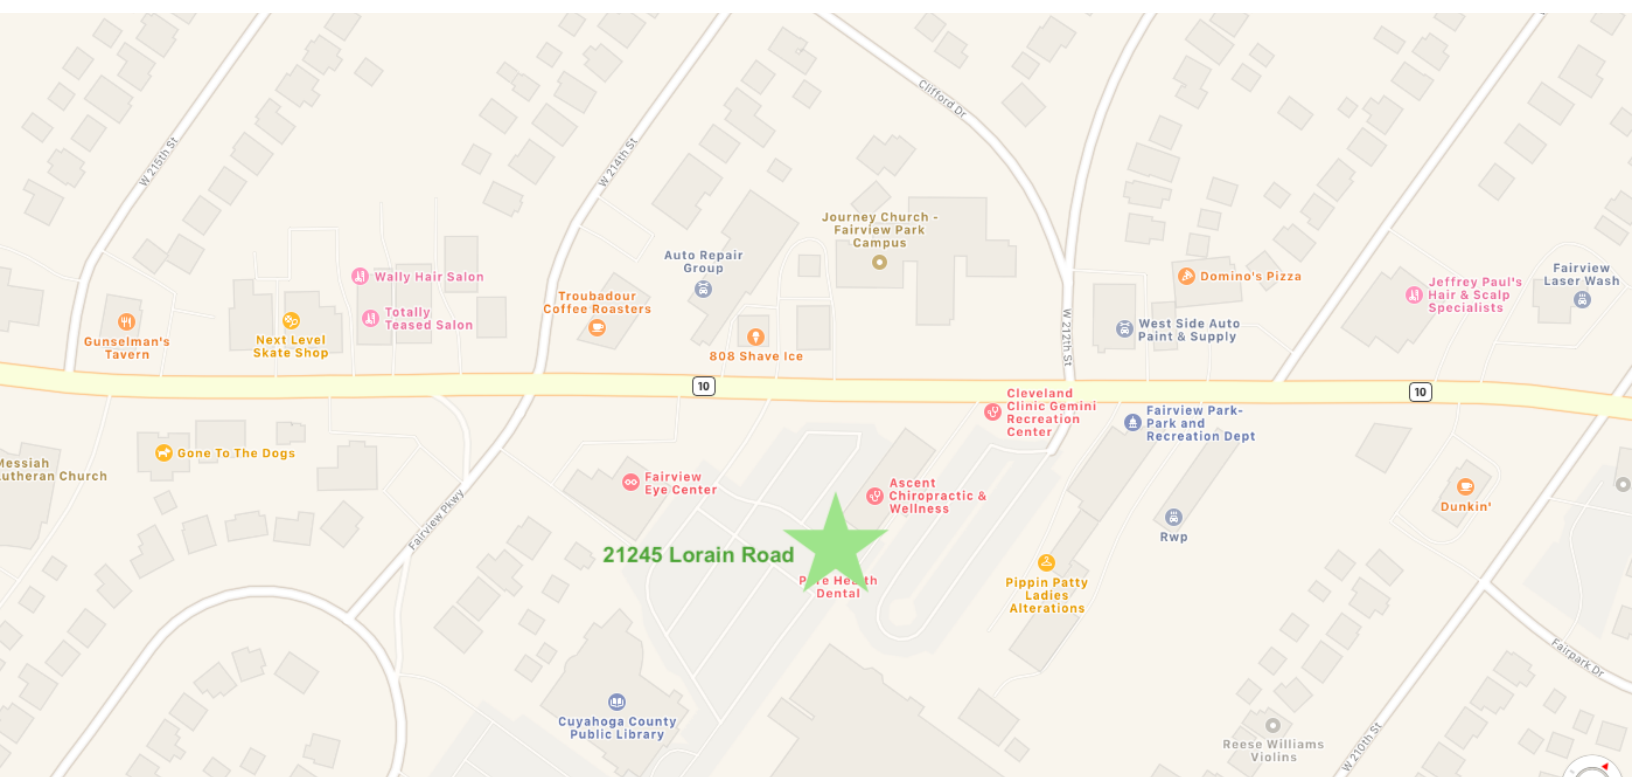 Clifford Dr
W 215th St
W 214th St
Journey Church -
Fairview Park
Campus
Auto Repair
Group
Wally Hair Salon
Domino's Pizza
Fairview
Laser Wash
Jeffrey Paul's
Hair & Scalp
Specialists
Troubadour
Coffee Roasters
Totally
Teased Salon
W 212th St
West Side Auto
Paint & Supply
Gunselman's
Tavern
Next Level
Skate Shop
808 Shave Ice
10
10
Cleveland
Clinic Gemini
Recreation
Center
Fairview Park-
Park and
Recreation Dept
Gone To The Dogs
Messiah
utheran Church
Fairview
Eye Center
Ascent
Chiropractic &
Wellness
Dunkin'
Fairview Pkwy
Rwp
21245 Lorain Road
P re He th
Dental
Pippin Patty
Ladies
Alterations
Fairpark Dr
Cuyahoga County
Public Library
Reese Williams
Violins
W 210th St